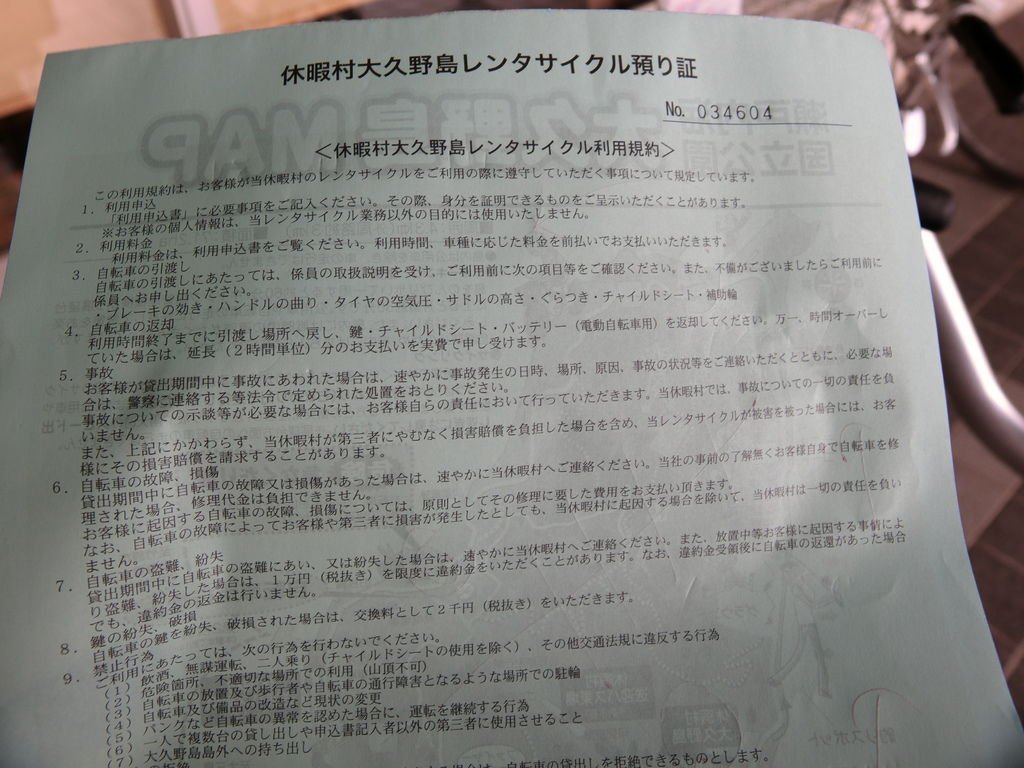 休暇村大久野島レンタサイクル預り証
No. 034604
＜休暇村大久野島レンタサイクル利用規約＞
この利用規約は、お客様が当休暇村のレンタサイクルをご利用の際に遵守していただく事項について規定しています。
1．利用申込
「利用申込書」に必要事項をご記入ください。その際、身分を証明できるものをご呈示いただくことがあります。
※お客様の個人情報は、当レンタサイクル業務以外の目的には使用いたしません。
2．利用料金
利用料金は、利用申込書をご覧ください。利用時間、車種に応じた料金を前払いでお支払いいただきます。
3．自転車の引渡し
自転車の引渡しにあたっては、係員の取扱説明を受け、ご利用前に次の項目等をご確認ください。また、不備がございましたらご利用前に
係員へお申し出ください。
・ブレーキの効き・ハンドルの曲り・タイヤの空気圧・サドルの高さ・ぐらつき・チャイルドシート・補助輪
4．自転車の返却
利用時間終了までに引渡し場所へ戻し、鍵・チャイルドシート・バッテリー（電動自転車用）を返却してください。万一、時間オーバーし
ていた場合は、延長（2時間単位）分のお支払いを実費で申し受けます。
5．事故
お客様が貸出期間中に事故にあわれた場合は、速やかに事故発生の日時、場所、原因、事故の状況等をご連絡いただくとともに、必要な場
合は、警察に連絡する等法令で定められた処置をおとりください。
事故についての示談等が必要な場合には、お客様自らの責任において行っていただきます。当休暇村では、事故についての一切の責任を負
いません。
また、上記にかかわらず、当休暇村が第三者にやむなく損害賠償を負担した場合を含め、当レンタサイクルが被害を被った場合には、お客
様にその損害賠償を請求することがあります。
6．自転車の故障、損傷
貸出期間中に自転車の故障又は損傷があった場合は、速やかに当休暇村へご連絡ください。当社の事前の了解無くお客様自身で自転車を修
理された場合、修理代金は負担できません。
お客様に起因する自転車の故障、損傷については、原則としてその修理に要した費用をお支払い頂きます。
なお、自転車の故障によってお客様や第三者に損害が発生したとしても、当休暇村に起因する場合を除いて、当休暇村は一切の責任を負い
ません。
7．自転車の盗難、紛失
貸出期間中に自転車の盗難にあい、又は紛失した場合は、速やかに当休暇村へご連絡ください。また、放置中等お客様に起因する事情によ
り盗難、紛失した場合は、1万円（税抜き）を限度に違約金をいただくことがあります。なお、違約金受領後に自転車の返還があった場合
でも、違約金の返金は行いません。
8．鍵の紛失、破損
自転車の鍵を紛失、破損された場合は、交換料として2千円（税抜き）をいただきます。
9．禁止行為
ご利用にあたっては、次の行為を行わないでください。
（1）飲酒、無謀運転、二人乗り（チャイルドシートの使用を除く）、その他交通法規に違反する行為
（2）危険箇所、不適切な場所での利用（山頂不可）
（3）自転車の放置及び歩行者や自転車の通行障害となるような場所での駐輪
（4）自転車及び備品の改造など現状の変更
（5）パンクなど自転車の異常を認めた場合に、運転を継続する行為
（6）一人で複数台の貸し出しや申込書記入者以外の第三者に使用させること
（7）大久野島島外への持ち出し
の拒絶
る場合は、自転車の貸出しを拒絶できるものとします。